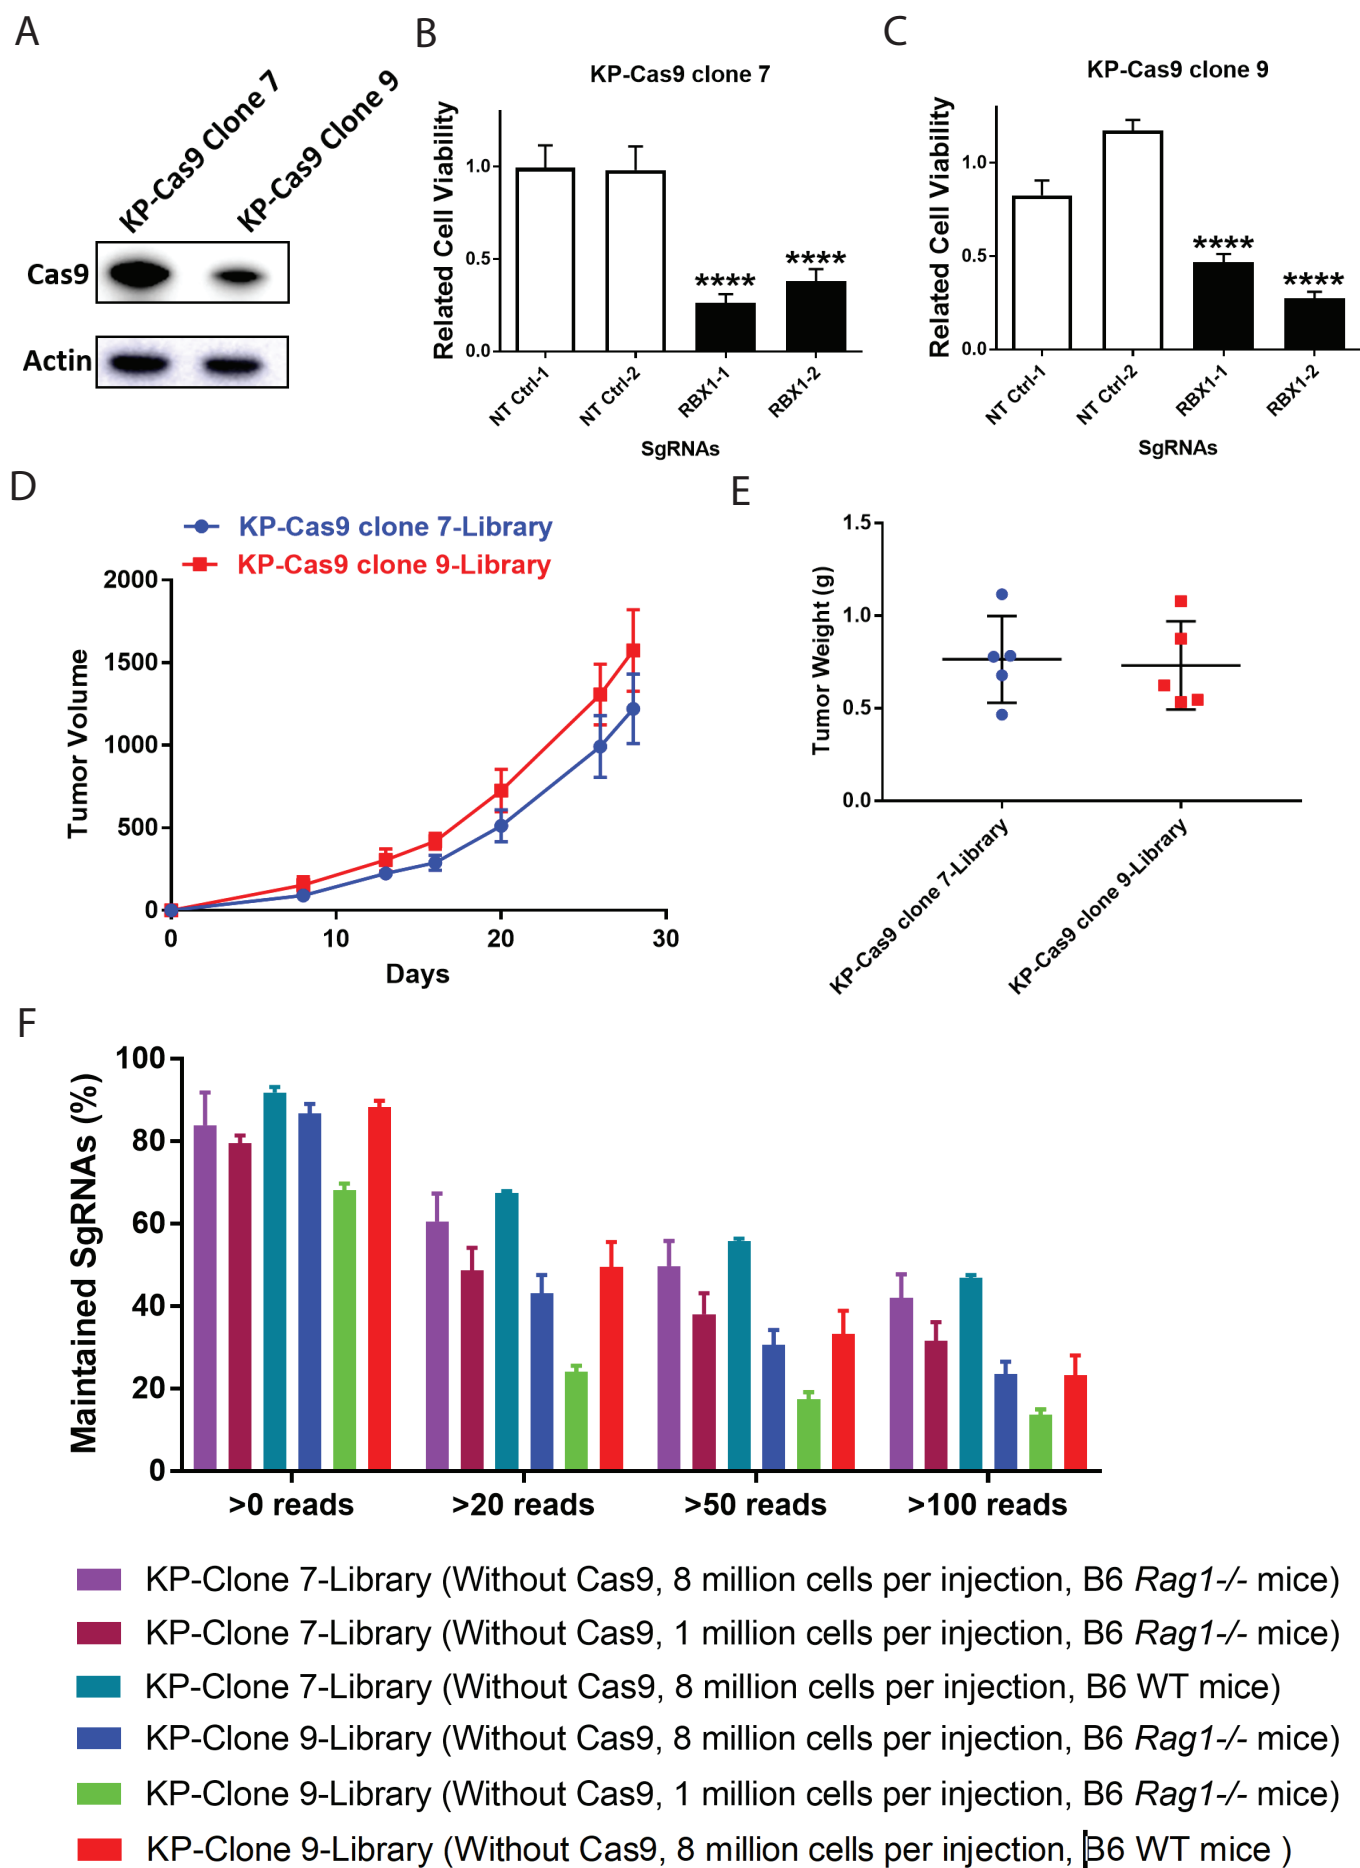 A
KP-Cas9 Clone 7
KP-Cas9 Clone 9
Cas9
Actin
B
KP-Cas9 clone 7
Related Cell Viability
1.0
0.5
0.0
****
****
NT Ctrl-1
NT Ctrl-2
RBX1-1
RBX1-2
SgRNAs
C
KP-Cas9 clone 9
Related Cell Viability
1.0
0.5
0.0
****
****
NT Ctrl-1
NT Ctrl-2
RBX1-1
RBX1-2
SgRNAs
D
KP-Cas9 clone 7-Library
KP-Cas9 clone 9-Library
Tumor Volume
2000
1500
1000
500
0
0
10
20
30
Days
E
Tumor Weight (g)
1.5
1.0
0.5
0.0
KP-Cas9 clone 7-Library
KP-Cas9 clone 9-Library
F
Maintained SgRNAs (%)
100
80
60
40
20
0
>0 reads
>20 reads
>50 reads
>100 reads
KP-Clone 7-Library (Without Cas9, 8 million cells per injection, B6 Rag1-/- mice)
KP-Clone 7-Library (Without Cas9, 1 million cells per injection, B6 Rag1-/- mice)
KP-Clone 7-Library (Without Cas9, 8 million cells per injection, B6 WT mice)
KP-Clone 9-Library (Without Cas9, 8 million cells per injection, B6 Rag1-/- mice)
KP-Clone 9-Library (Without Cas9, 1 million cells per injection, B6 Rag1-/- mice)
KP-Clone 9-Library (Without Cas9, 8 million cells per injection, B6 WT mice )